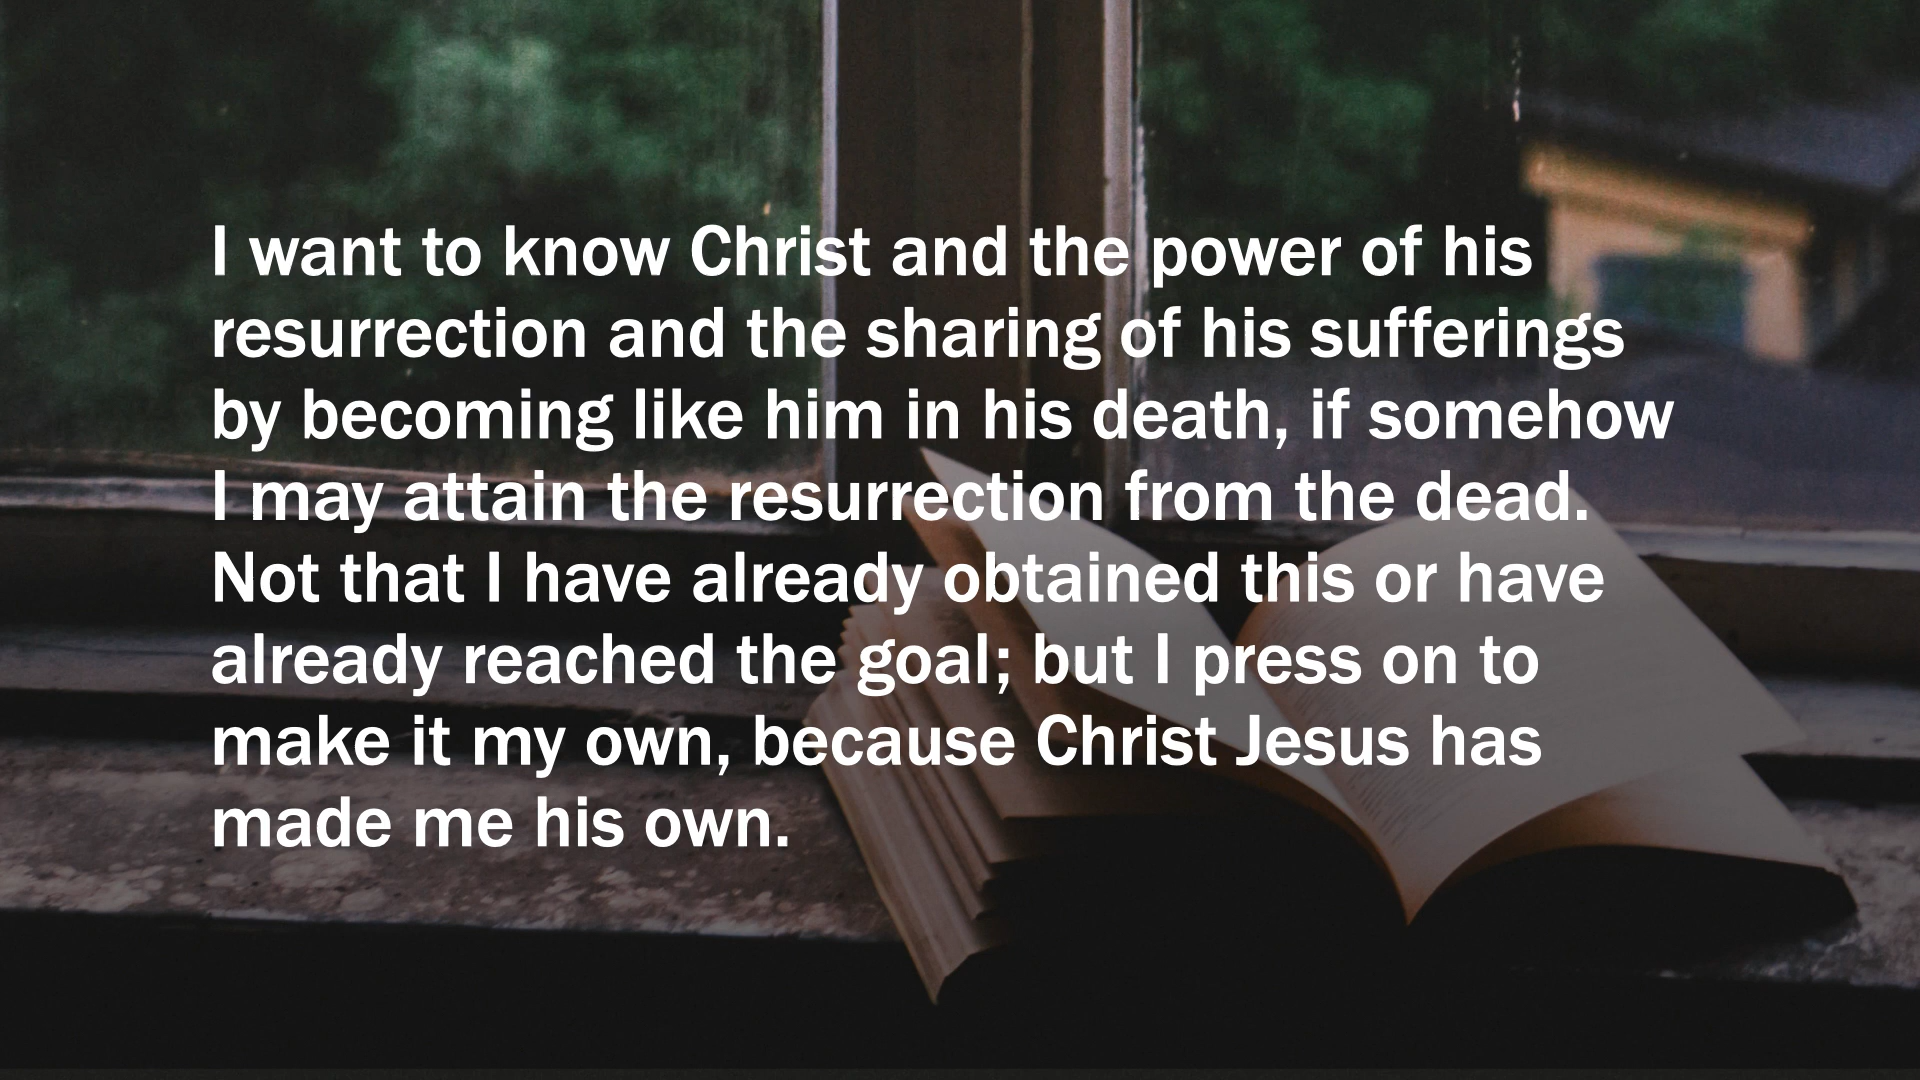 I want to know Christ and the power of his
resurrection and the sharing of his sufferings
by becoming like him in his death, if somehow
I may attain the resurrection from the dead.
Not that I have already obtained this or have
already reached the goal; but I press on to
make it my own, because Christ Jesus has
made me his own.